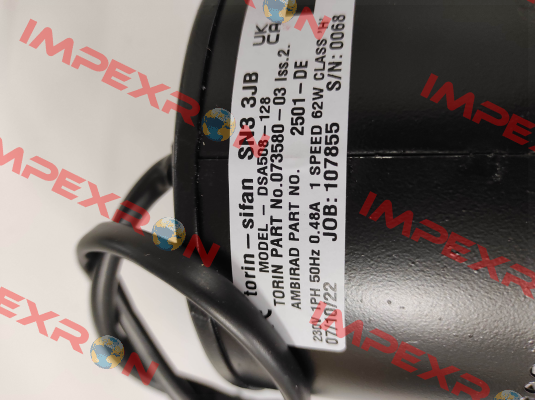 torin-sifan SN3 3JB
UK CA
MODEL - DSA508-128
TORIN PART No.073580-03 Iss.2.
AMBIRAD PART NO. 2501-DE
230V 1PH 50Hz 0.48A 1 SPEED 62W CLASS "H"
07/10/22 JOB: 107855 S/N: 0068
IMPEXRON
IMPEXRON
IMPEXRON
IMPEXRON